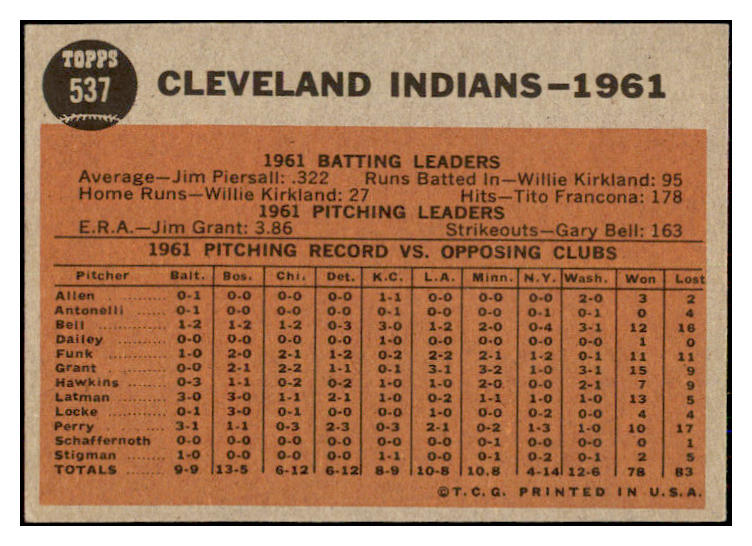 TOPPS
537
CLEVELAND INDIANS—1961
1961 BATTING LEADERS
Average—Jim Piersall: .322 Runs Batted In—Willie Kirkland: 95
Home Runs—Willie Kirkland: 27 Hits—Tito Francona: 178
1961 PITCHING LEADERS
E.R.A.—Jim Grant: 3.86 Strikeouts—Gary Bell: 163
1961 PITCHING RECORD VS. OPPOSING CLUBS
Pitcher Balt. Bos. Chi. Det. K.C. L.A. Minn. N.Y. Wash. Won Lost
Allen ........ 0-1 0-0 0-0 0-0 1-1 0-0 0-0 0-0 2-0 3 2
Antonelli ........ 0-0 0-0 0-0 0-0 0-1 0-0 0-0 0-1 0-1 0 4
Bell ........ 1-2 1-2 1-2 0-3 3-0 1-2 2-0 0-4 3-1 12 16
Dailey ........ 0-0 0-0 0-0 0-0 1-0 0-0 0-0 0-0 0-0 1 0
Funk ........ 1-0 2-0 2-1 1-2 0-2 2-2 2-1 1-2 0-1 11 11
Grant ........ 0-0 2-1 2-2 1-1 0-1 3-1 3-2 1-0 3-1 15 9
Hawkins ........ 0-3 1-1 0-2 0-2 1-0 1-0 2-0 0-0 2-1 7 9
Latman ........ 3-0 3-0 1-1 2-1 1-0 0-2 1-1 1-0 1-0 13 5
Locke ........ 0-1 3-0 0-1 0-0 0-0 1-0 0-0 0-2 0-0 4 4
Perry ........ 3-1 1-1 0-3 2-3 0-3 2-1 0-2 1-3 1-0 10 17
Schaffernoth 0-0 0-0 0-0 0-0 0-0 0-0 0-1 0-0 0-0 0 1
Stigman ........ 1-0 0-0 0-0 0-0 1-1 0-0 0-1 0-2 0-1 2 5
TOTALS ........ 9-9 13-5 6-12 6-12 8-9 10-8 10.8 4-14 12-6 78 83
©T.C.G. PRINTED IN U.S.A.